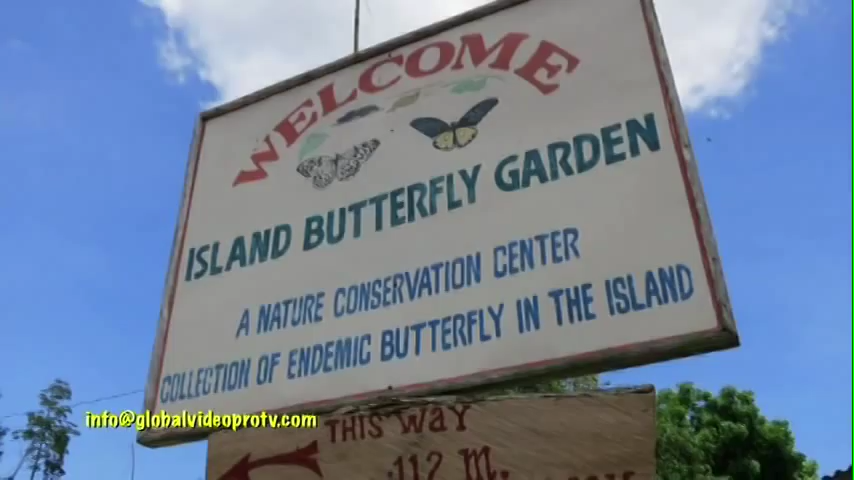 WELCOME
ISLAND BUTTERFLY GARDEN
A NATURE CONSERVATION CENTER
COLLECTION OF ENDEMIC BUTTERFLY IN THE ISLAND
info@globalvideoprotv.com
THIS WAY
112 m.